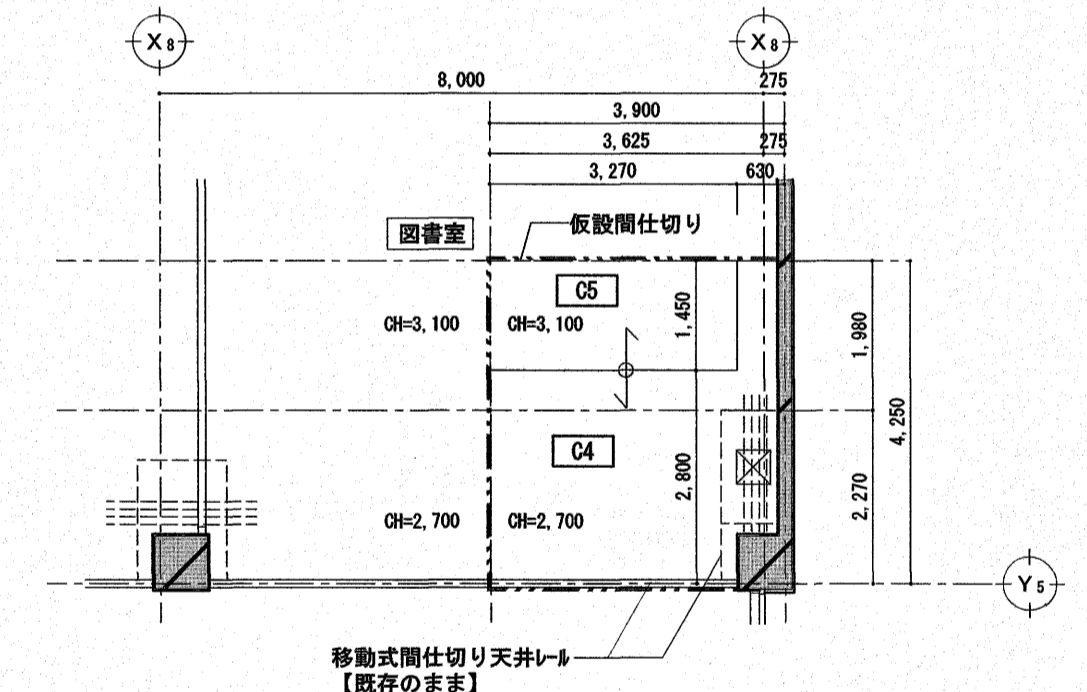 X8 X8
8,000 275
3,900
3,625 275
3,270 630
図書室 仮設間仕切り
C5
CH=3,100 CH=3,100
1,450
1,980
4,250
C4
2,800
2,270
CH=2,700 CH=2,700
Y5
移動式間仕切り天井レール
【既存のまま】